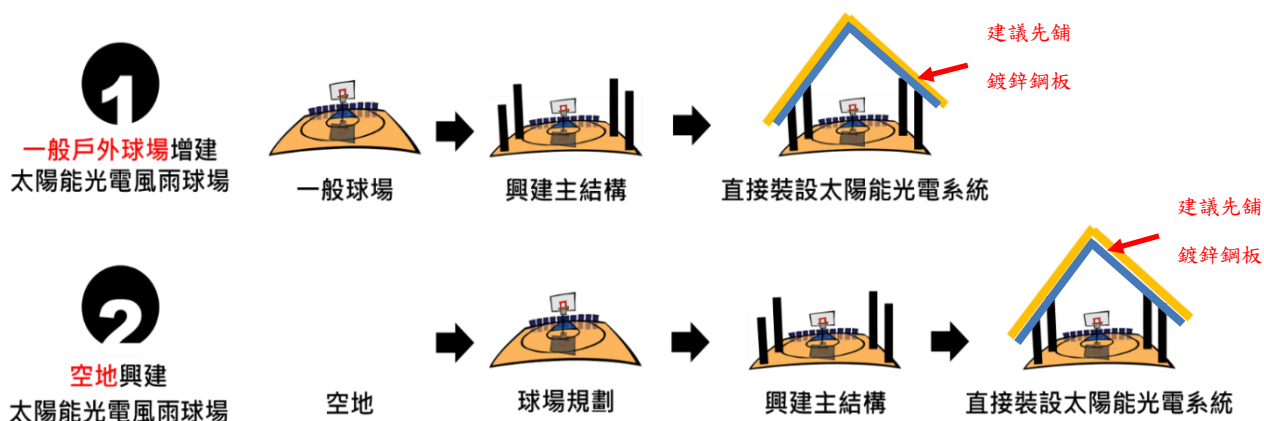 1
一般戶外球場增建
太陽能光電風雨球場
一般球場
興建主結構
直接裝設太陽能光電系統
建議先舖
鍍鋅鋼板
2
空地興建
太陽能光電風雨球場
空地
球場規劃
興建主結構
直接裝設太陽能光電系統
建議先舖
鍍鋅鋼板